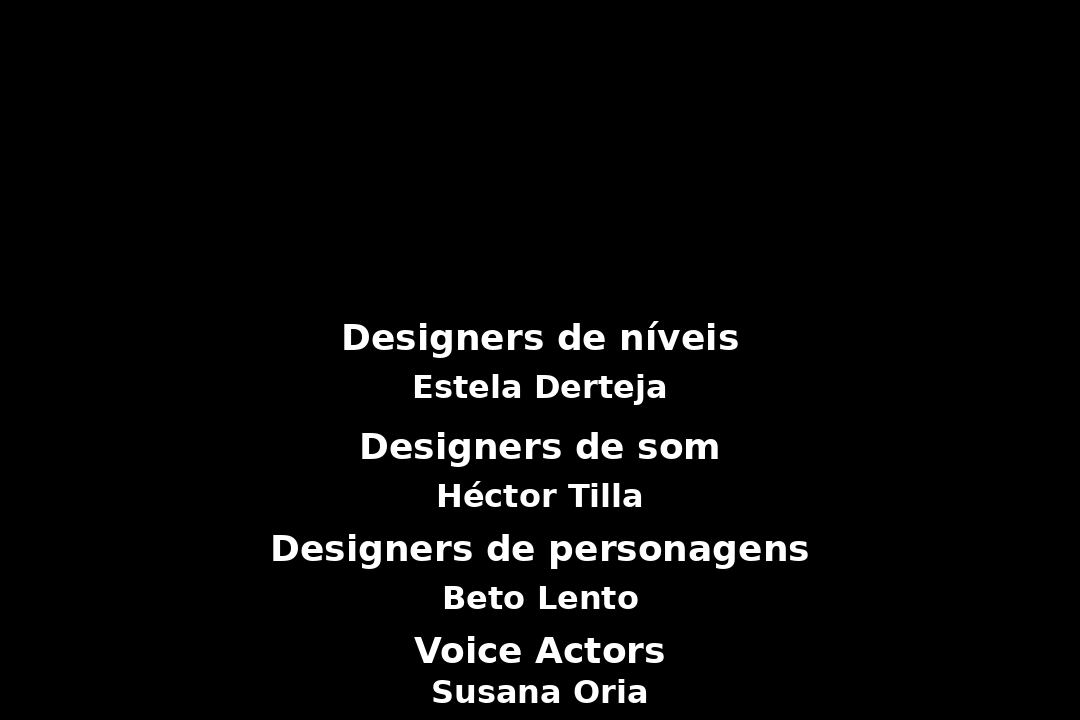 Designers de níveis
Estela Derteja
Designers de som
Héctor Tilla
Designers de personagens
Beto Lento
Voice Actors
Susana Oria